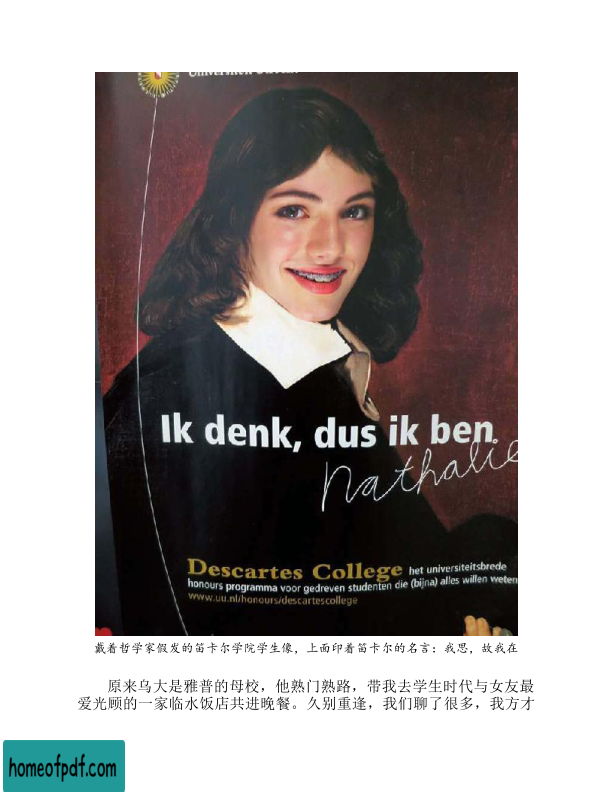 Ik denk, dus ik ben.
Nathalie
Descartes College het universiteitsbrede
honours programma voor gedreven studenten die (bijna) alles willen weten
www.uu.nl/honours/descartescollege
戴着哲学家假发的笛卡尔学院学生像，上面印着笛卡尔的名言：我思，故我在
原来乌大是雅普的母校，他熟门熟路，带我去学生时代与女友最
爱光顾的一家临水饭店共进晚餐。久别重逢，我们聊了很多，我方才
homeofpdf.com